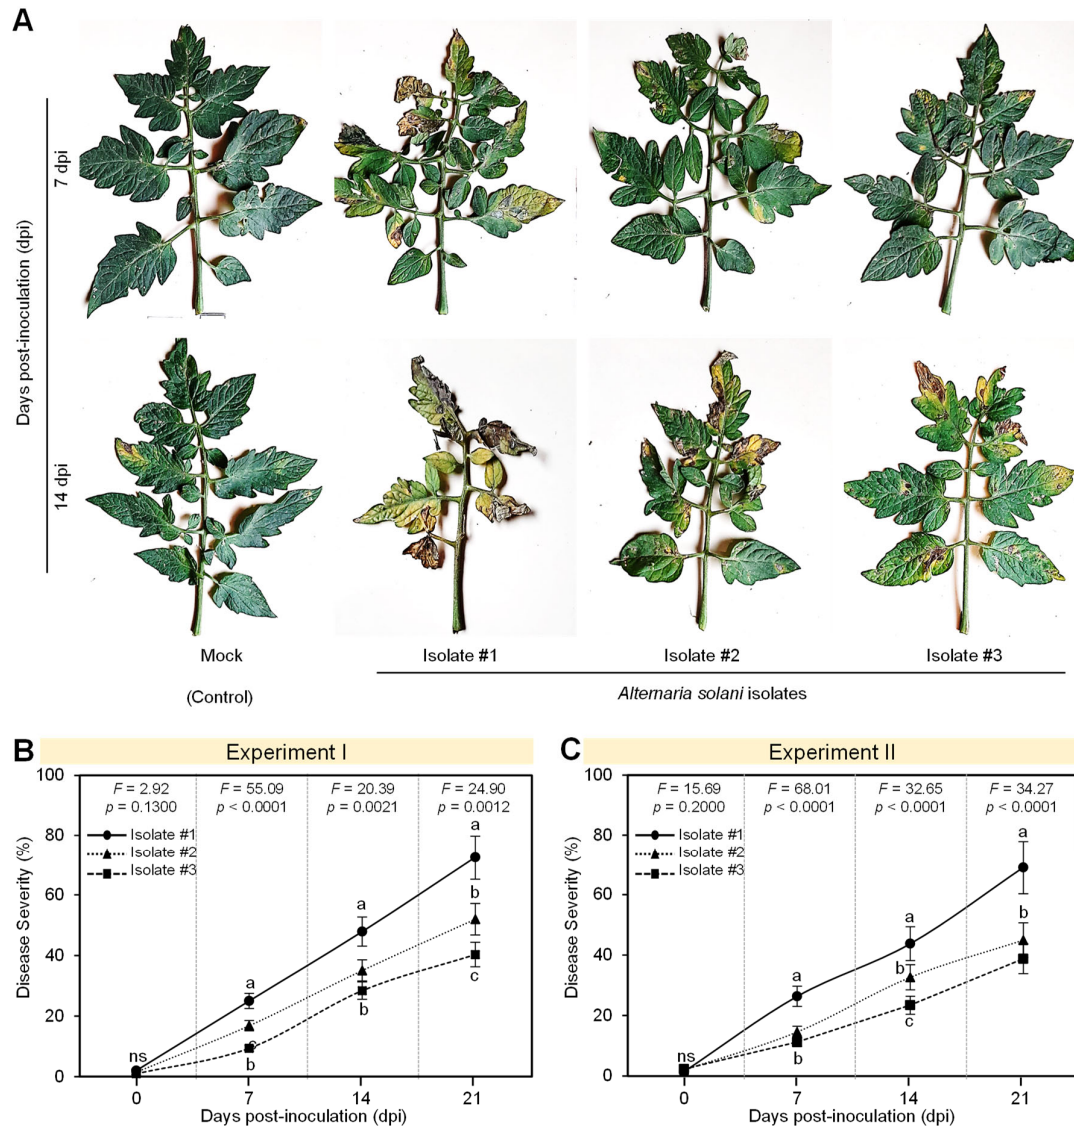 A
Days post-inoculation (dpi)
7 dpi
14 dpi
Mock
(Control)
Isolate #1
Isolate #2
Isolate #3
Alternaria solani isolates
B
Experiment I
F = 2.92
p = 0.1300
F = 55.09
p < 0.0001
F = 20.39
p = 0.0021
F = 24.90
p = 0.0012
Isolate #1
Isolate #2
Isolate #3
Disease Severity (%)
100
80
60
40
20
0
ns
a
c
b
a
b
a
b
c
0
7
14
21
Days post-inoculation (dpi)
C
Experiment II
F = 15.69
p = 0.2000
F = 68.01
p < 0.0001
F = 32.65
p < 0.0001
F = 34.27
p < 0.0001
Isolate #1
Isolate #2
Isolate #3
Disease Severity (%)
100
80
60
40
20
0
ns
a
b
a
b
c
a
b
0
7
14
21
Days post-inoculation (dpi)